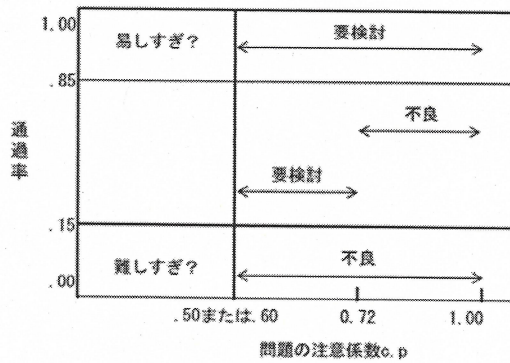 1.00
易しすぎ?
要検討
.85
不良
通過率
要検討
.15
難しすぎ?
不良
.00
.50または.60
0.72
1.00
問題の注意係数c.p